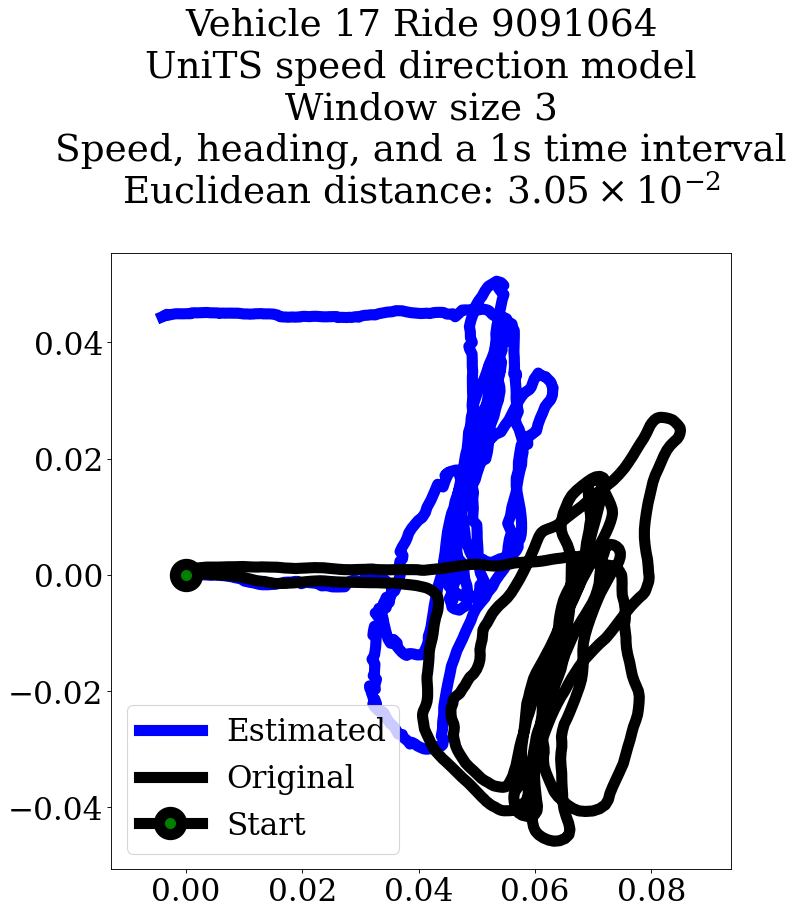 Vehicle 17 Ride 9091064
UniTS speed direction model
Window size 3
Speed, heading, and a 1s time interval
Euclidean distance: 3.05 × 10⁻²
0.04
0.02
0.00
−0.02
−0.04
Estimated
Original
Start
0.00 0.02 0.04 0.06 0.08